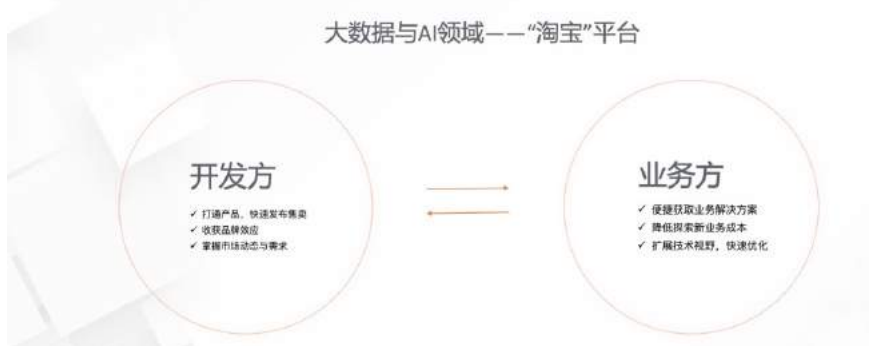 大数据与AI领域——“淘宝”平台
开发方
✓ 打通产品，快速发布售卖
✓ 收获品牌效应
✓ 掌握市场动态与需求
业务方
✓ 便捷获取业务解决方案
✓ 降低探索新业务成本
✓ 扩展技术视野，快速优化